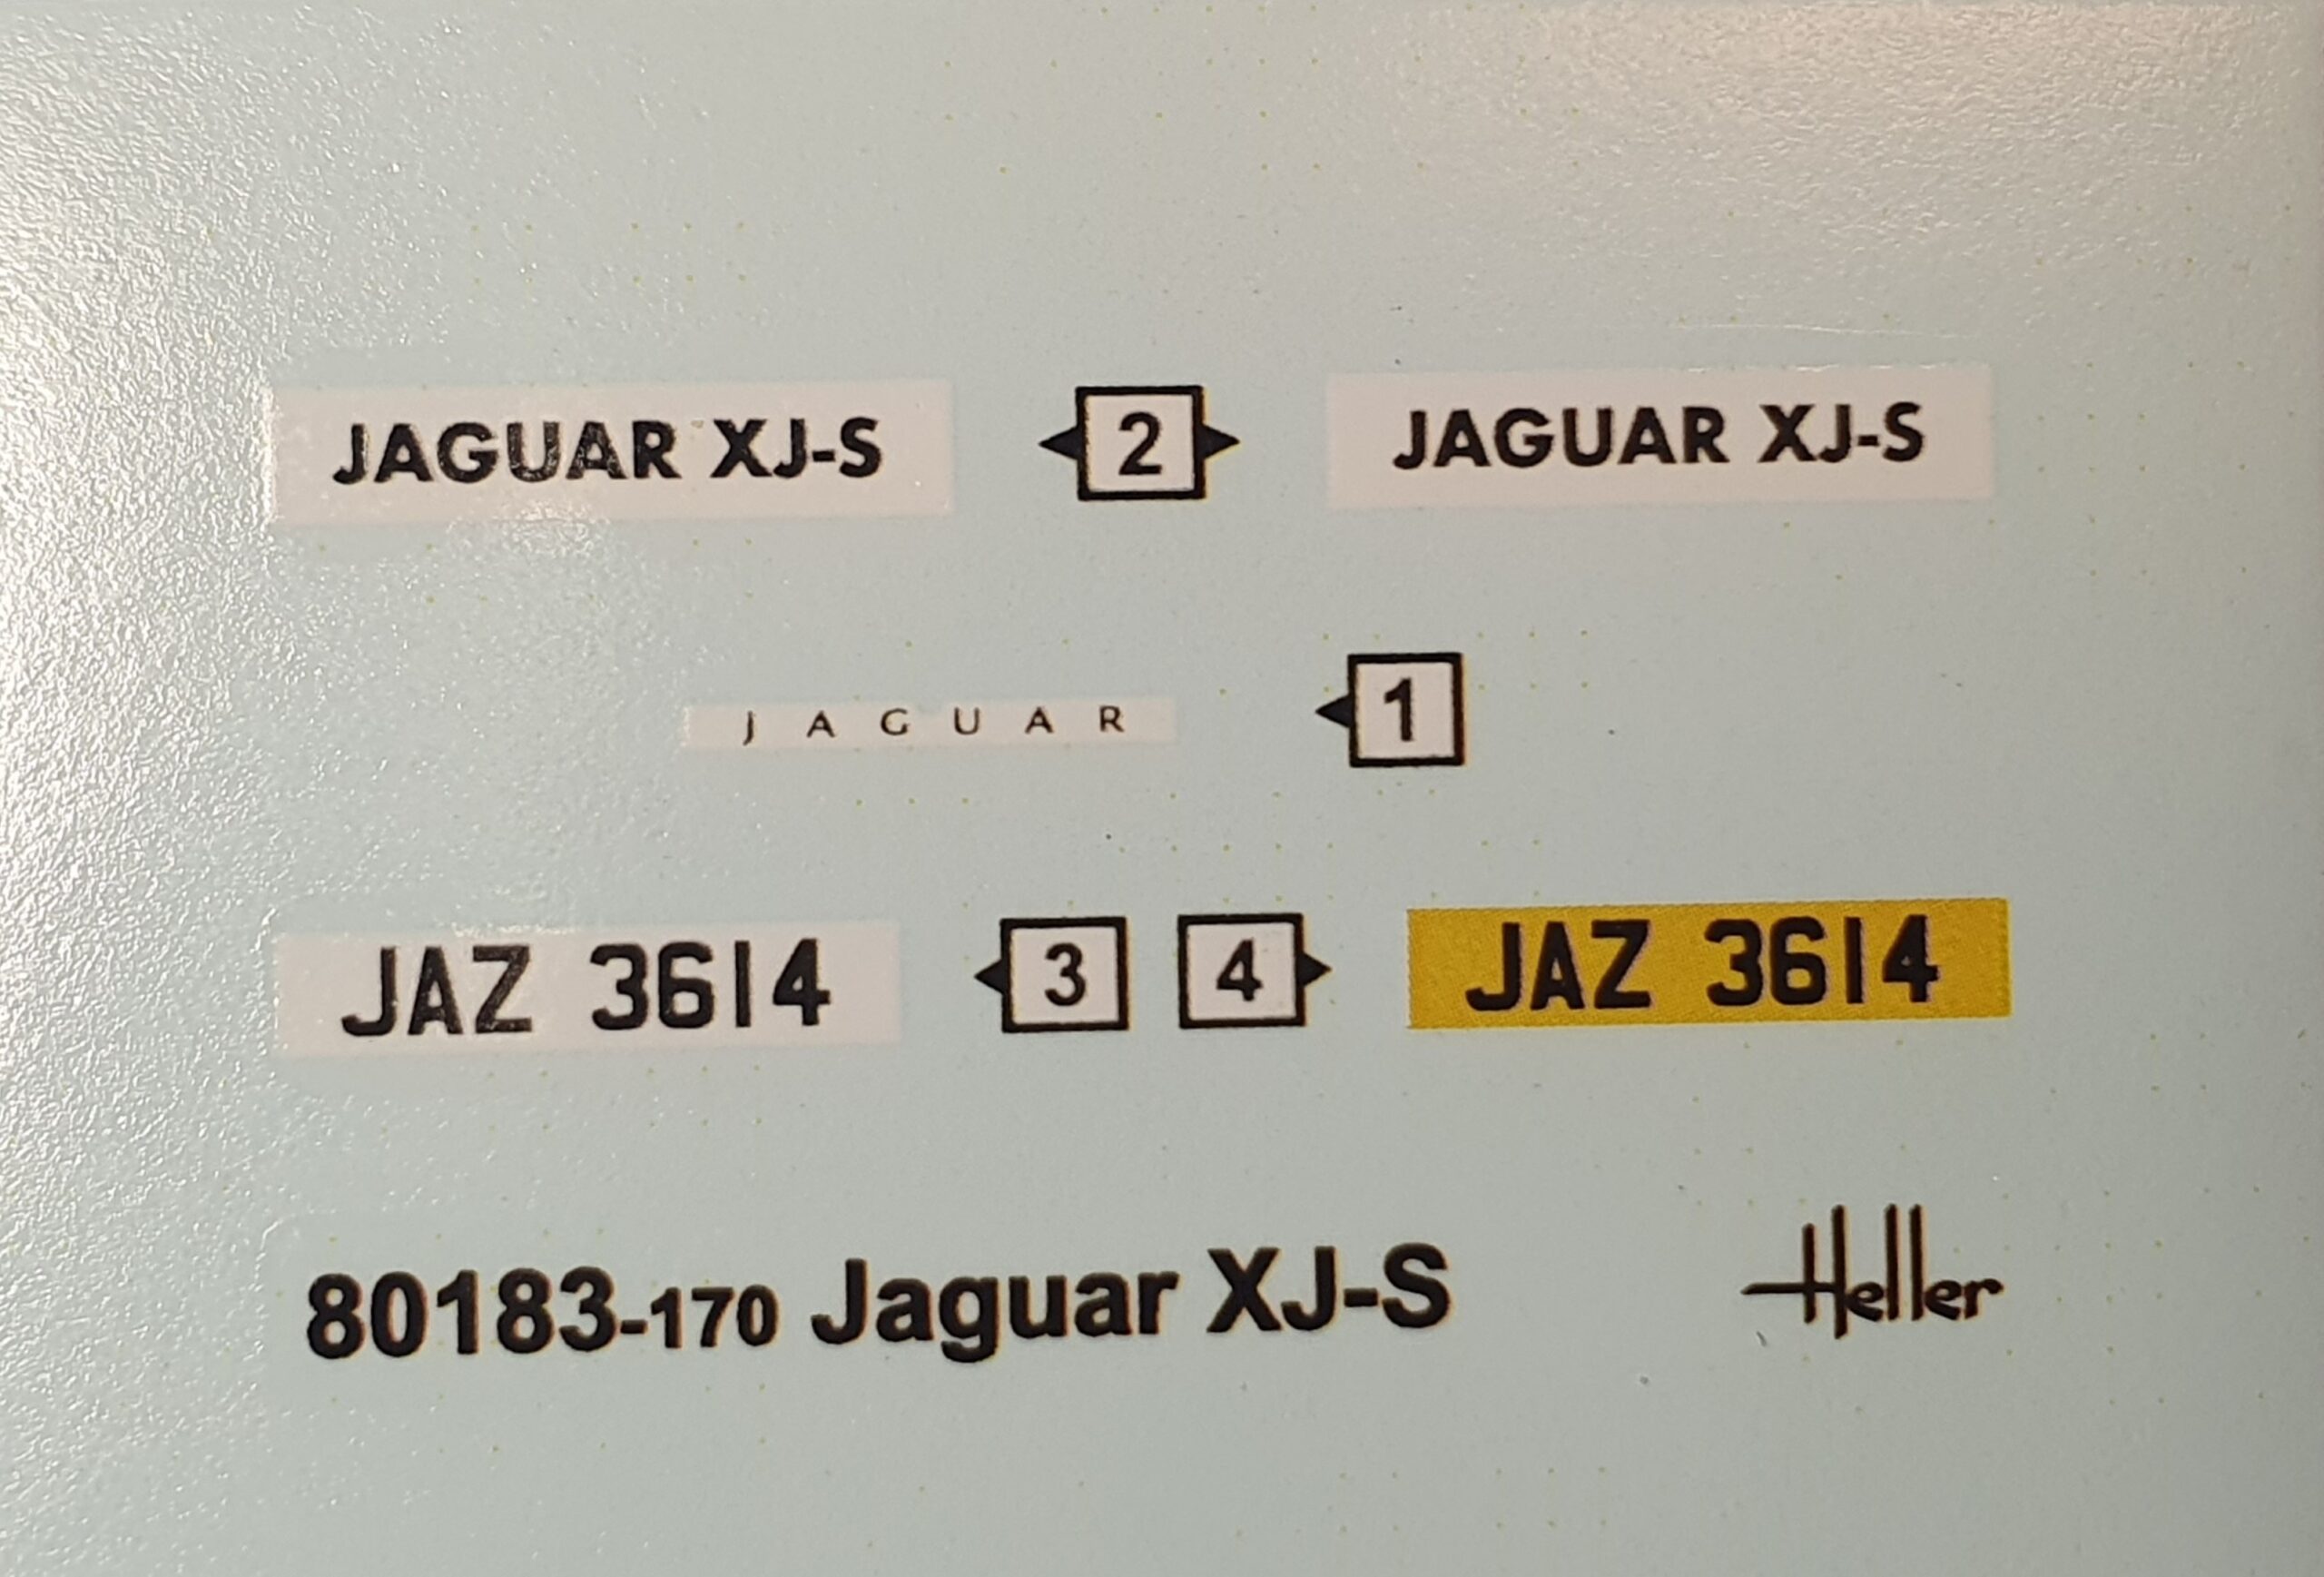 JAGUAR XJ-S 2 JAGUAR XJ-S
JAGUAR 1
JAZ 3614 3 4 JAZ 3614
80183-170 Jaguar XJ-S Heller